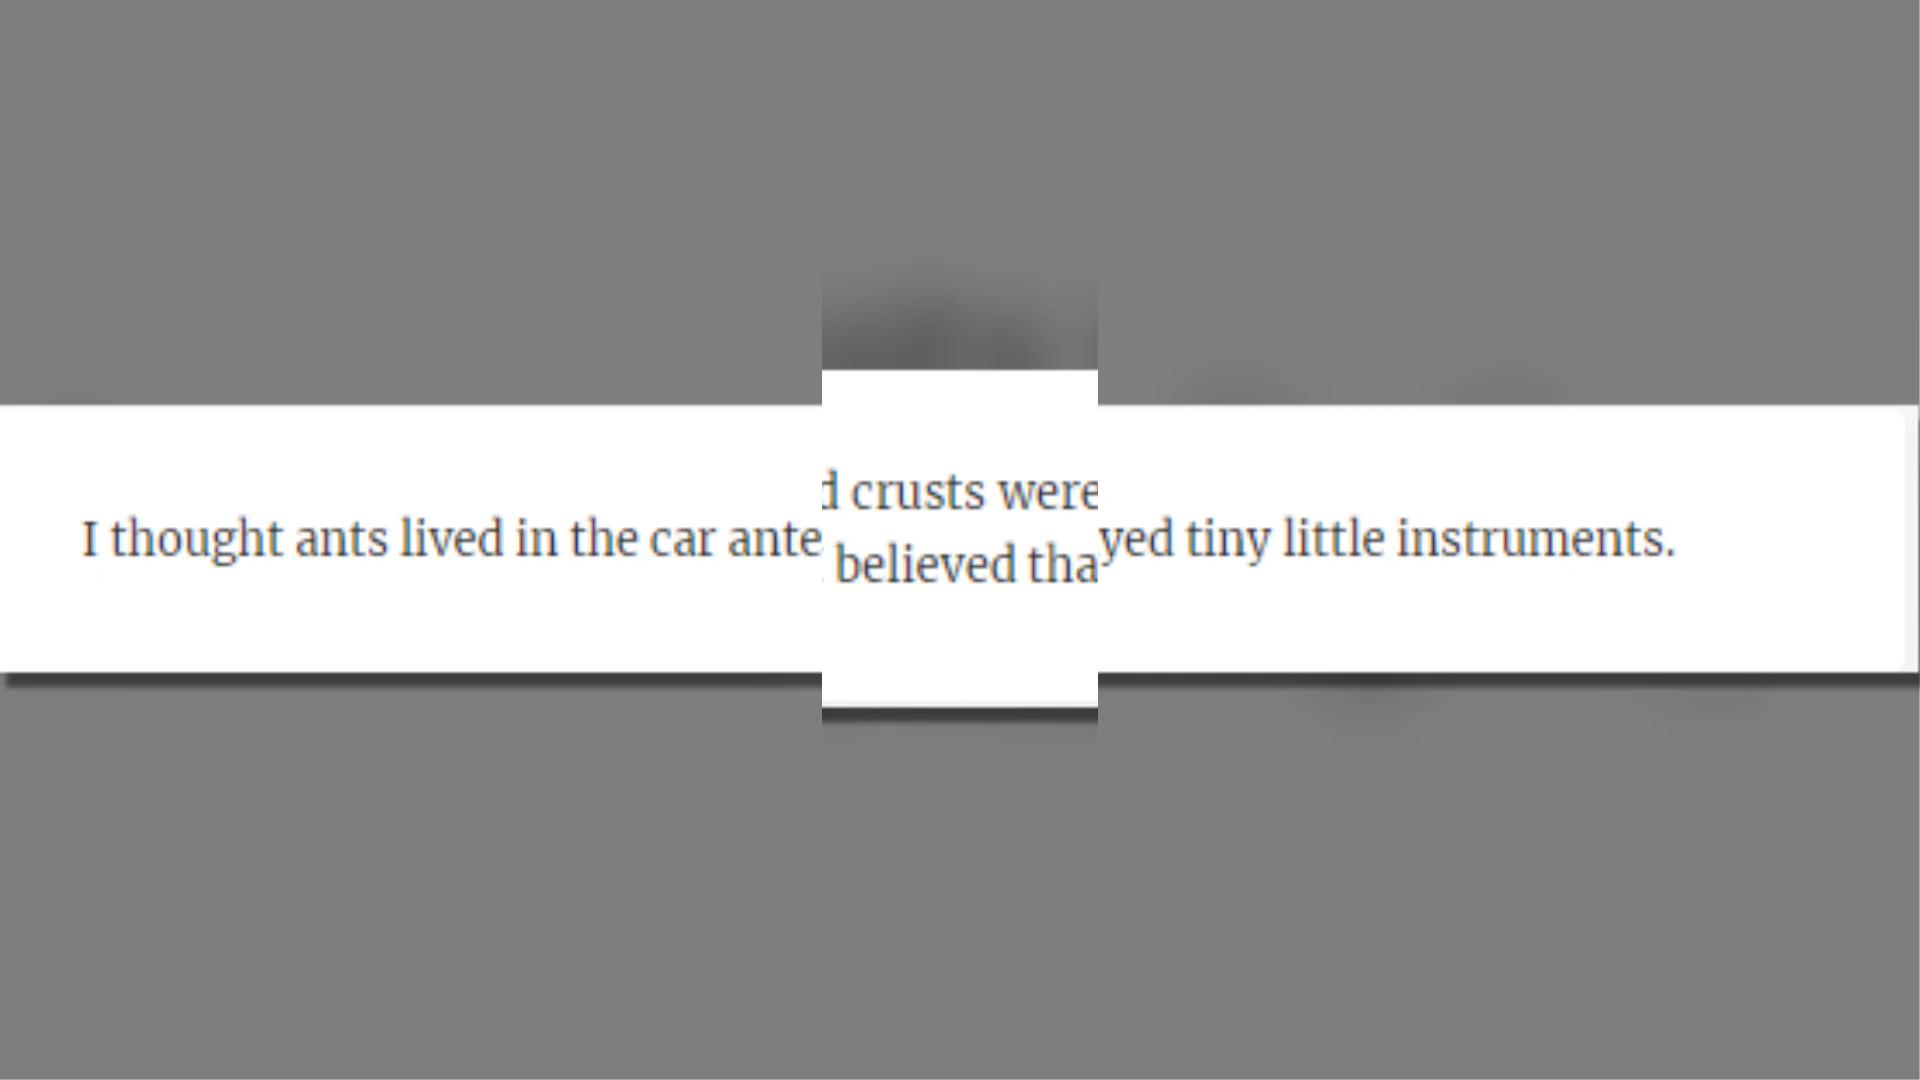 I thought ants lived in the car ante
d crusts were
believed tha
yed tiny little instruments.